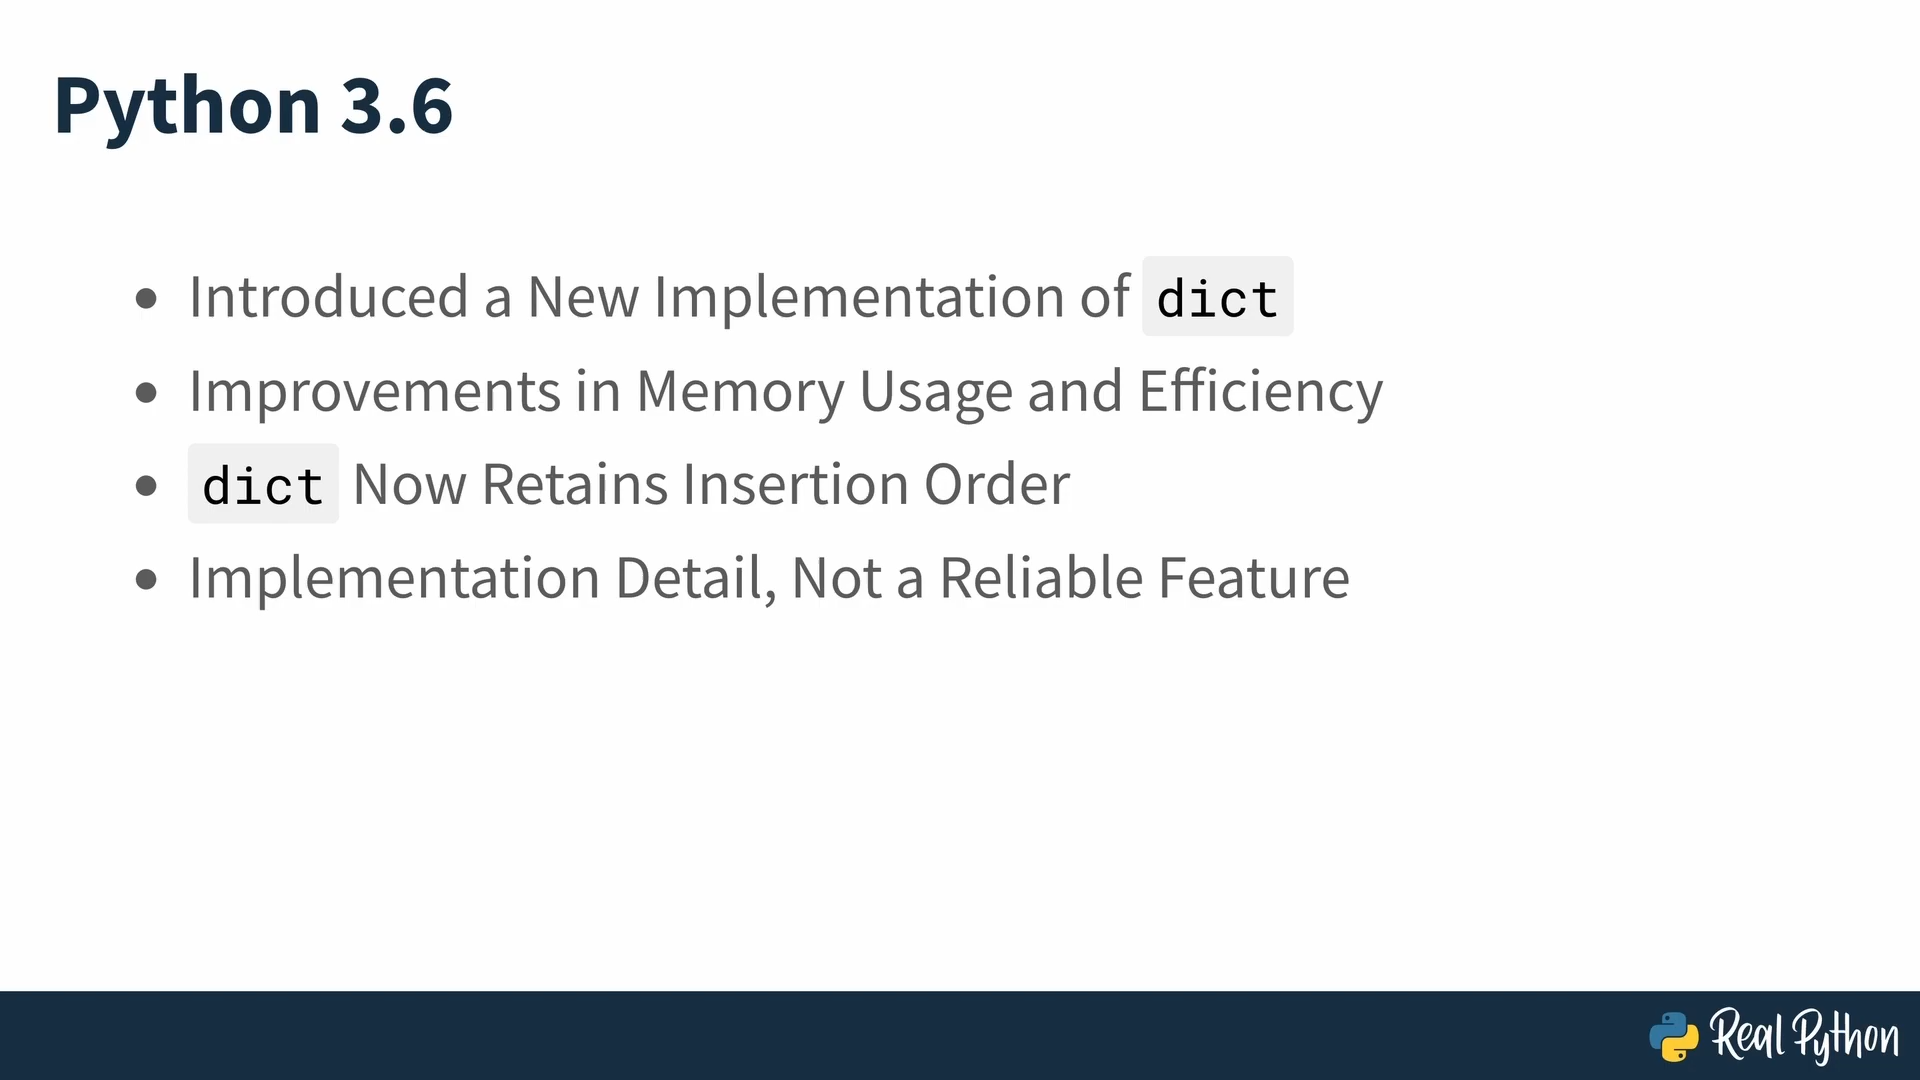 Python 3.6
Introduced a New Implementation of dict
Improvements in Memory Usage and Efficiency
dict Now Retains Insertion Order
Implementation Detail, Not a Reliable Feature
Real Python